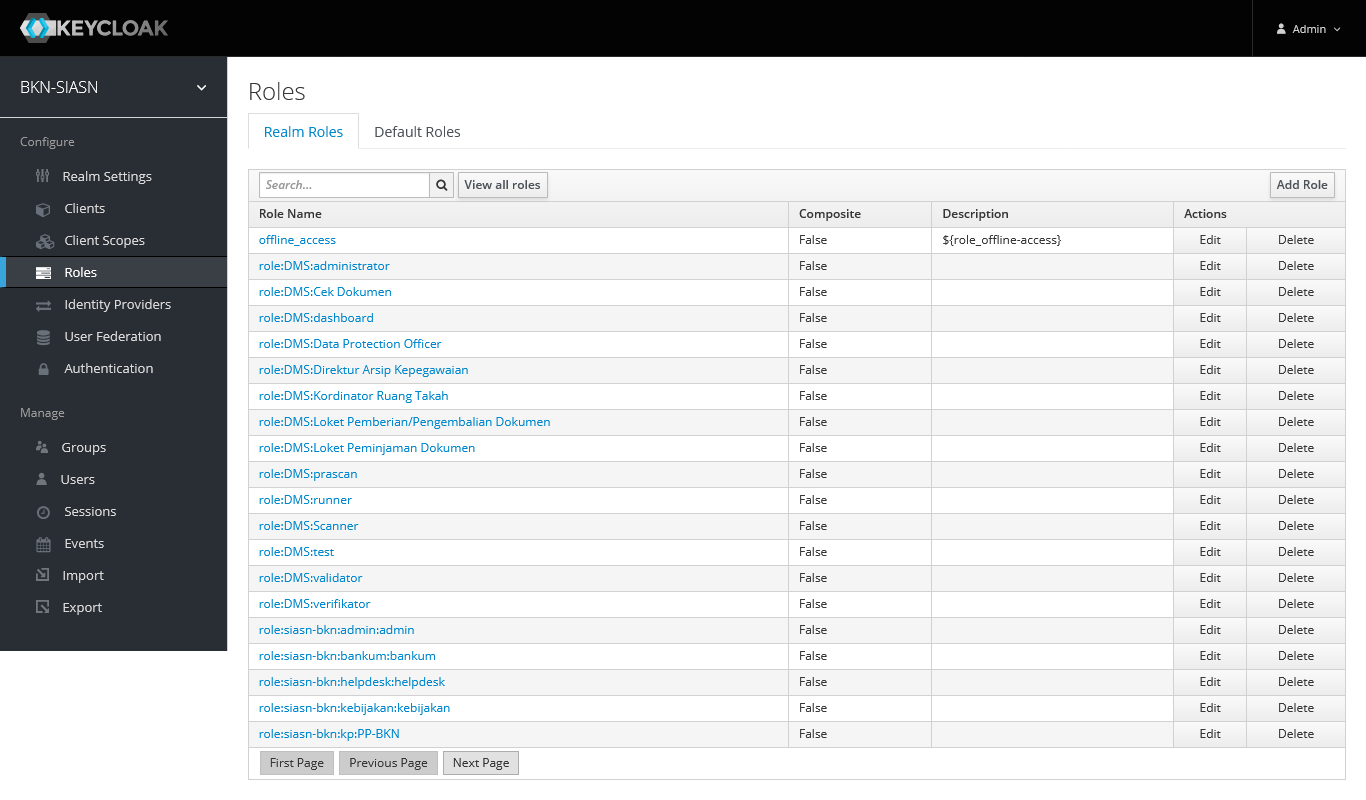 KEYCLOAK
Admin
BKN-SIASN
Configure
Realm Settings
Clients
Client Scopes
Roles
Identity Providers
User Federation
Authentication
Manage
Groups
Users
Sessions
Events
Import
Export
Roles
Realm Roles Default Roles
Search... View all roles Add Role
Role Name Composite Description Actions
offline_access False ${role_offline-access} Edit Delete
role:DMS:administrator False Edit Delete
role:DMS:Cek Dokumen False Edit Delete
role:DMS:dashboard False Edit Delete
role:DMS:Data Protection Officer False Edit Delete
role:DMS:Direktur Arsip Kepegawaian False Edit Delete
role:DMS:Kordinator Ruang Takah False Edit Delete
role:DMS:Loket Pemberian/Pengembalian Dokumen False Edit Delete
role:DMS:Loket Peminjaman Dokumen False Edit Delete
role:DMS:prascan False Edit Delete
role:DMS:runner False Edit Delete
role:DMS:Scanner False Edit Delete
role:DMS:test False Edit Delete
role:DMS:validator False Edit Delete
role:DMS:verifikator False Edit Delete
role:siasn-bkn:admin:admin False Edit Delete
role:siasn-bkn:bankum:bankum False Edit Delete
role:siasn-bkn:helpdesk:helpdesk False Edit Delete
role:siasn-bkn:kebijakan:kebijakan False Edit Delete
role:siasn-bkn:kp:PP-BKN False Edit Delete
First Page Previous Page Next Page